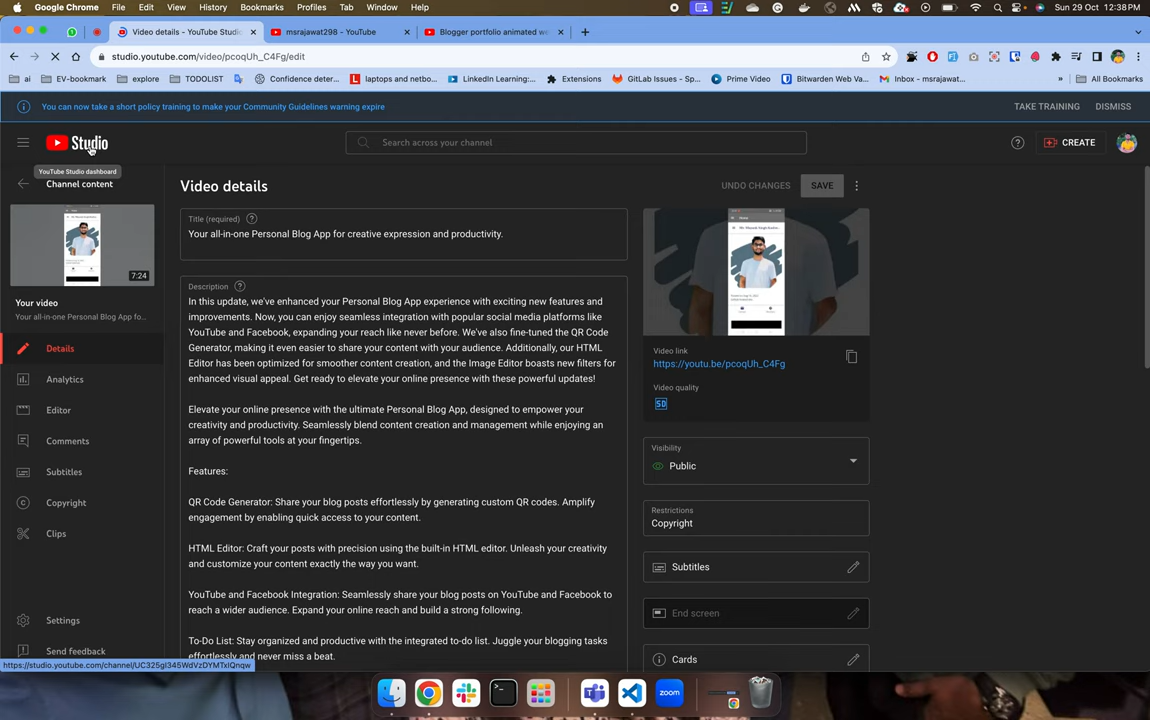 Google Chrome File Edit View History Bookmarks Profiles Tab Window Help Sun 29 Oct 12:38 PM
Video details - YouTube Studio msrajawat298 - YouTube Blogger portfolio animated we
studio.youtube.com/video/pcoqUh_C4Fg/edit
ai EV-bookmark explore TODOLIST Confidence deter... laptops and netbo... LinkedIn Learning:... Extensions GitLab Issues - Sp... Prime Video Bitwarden Web Va... Inbox - msrajawat... » All Bookmarks
You can now take a short policy training to make your Community Guidelines warning expire TAKE TRAINING DISMISS
Studio Search across your channel CREATE
YouTube Studio dashboard
Channel content
7:24
Your video
Your all-in-one Personal Blog App fo...
Details
Analytics
Editor
Comments
Subtitles
Copyright
Clips
Settings
Send feedback
https://studio.youtube.com/channel/UC325gI345WdVzDYMTxlQnqw
Video details UNDO CHANGES SAVE
Title (required)
Your all-in-one Personal Blog App for creative expression and productivity.
Description
In this update, we've enhanced your Personal Blog App experience with exciting new features and
improvements. Now, you can enjoy seamless integration with popular social media platforms like
YouTube and Facebook, expanding your reach like never before. We've also fine-tuned the QR Code
Generator, making it even easier to share your content with your audience. Additionally, our HTML
Editor has been optimized for smoother content creation, and the Image Editor boasts new filters for
enhanced visual appeal. Get ready to elevate your online presence with these powerful updates!
Elevate your online presence with the ultimate Personal Blog App, designed to empower your
creativity and productivity. Seamlessly blend content creation and management while enjoying an
array of powerful tools at your fingertips.
Features:
QR Code Generator: Share your blog posts effortlessly by generating custom QR codes. Amplify
engagement by enabling quick access to your content.
HTML Editor: Craft your posts with precision using the built-in HTML editor. Unleash your creativity
and customize your content exactly the way you want.
YouTube and Facebook Integration: Seamlessly share your blog posts on YouTube and Facebook to
reach a wider audience. Expand your online reach and build a strong following.
To-Do List: Stay organized and productive with the integrated to-do list. Juggle your blogging tasks
effortlessly and never miss a beat.
Video link
https://youtu.be/pcoqUh_C4Fg
Video quality
SD
Visibility
Public
Restrictions
Copyright
Subtitles
End screen
Cards
zoom